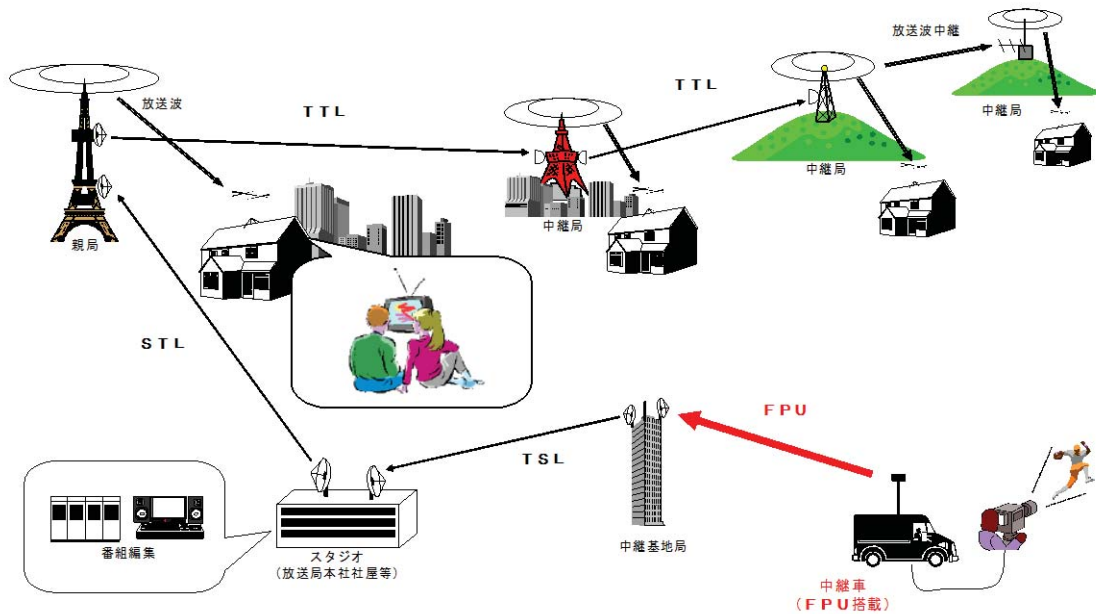 放送波中継
中継局
放送波
TTL
TTL
中継局
中継局
親局
STL
FPU
TSL
番組編集
スタジオ
(放送局本社社屋等)
中継基地局
中継車
(FPU搭載)